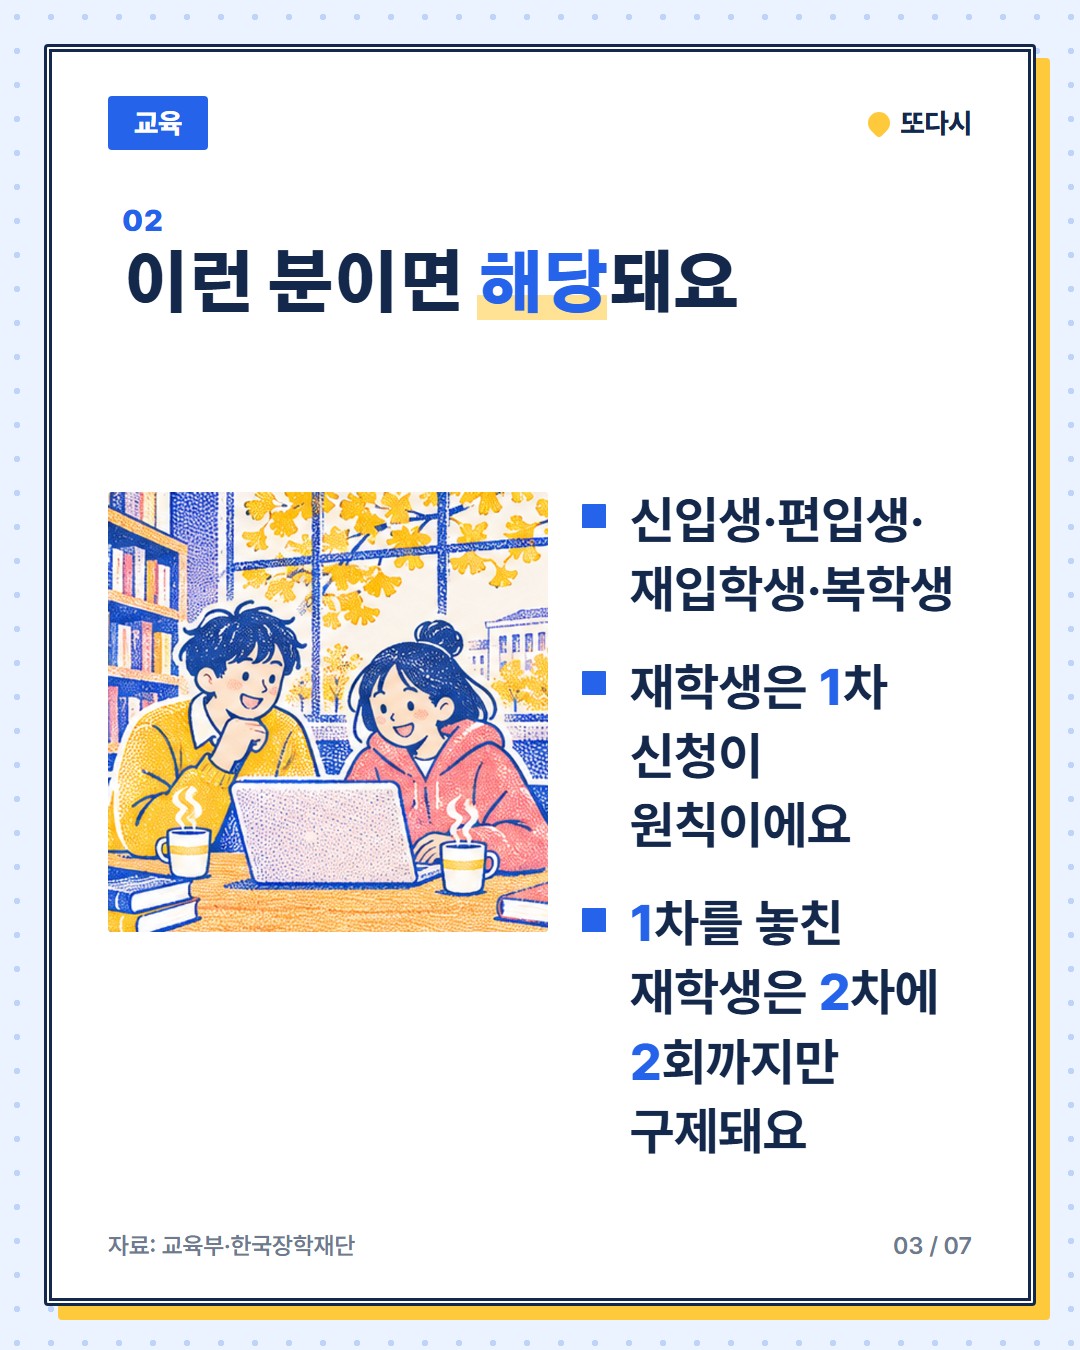 교육
또다시
02
이런 분이면 해당돼요
신입생·편입생·
재입학생·복학생
재학생은 1차
신청이
원칙이에요
1차를 놓친
재학생은 2차에
2회까지만
구제돼요
자료: 교육부·한국장학재단
03 / 07